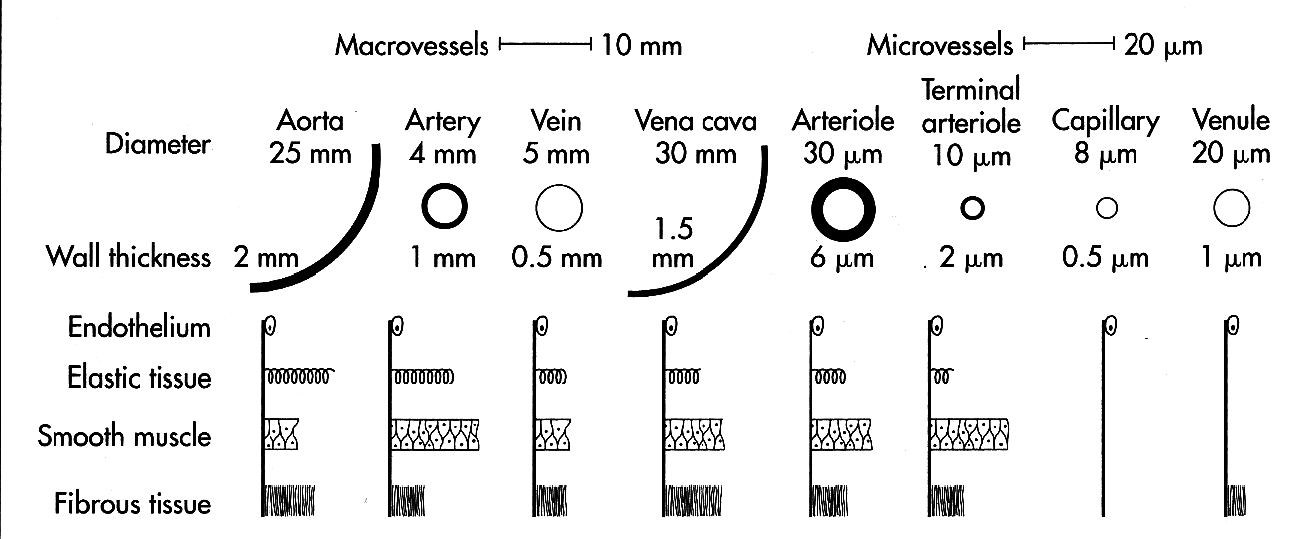 Macrovessels 10 mm Microvessels 20 μm
Terminal
Aorta Artery Vein Vena cava Arteriole arteriole Capillary Venule
Diameter 25 mm 4 mm 5 mm 30 mm 30 μm 10 μm 8 μm 20 μm
1.5
Wall thickness 2 mm 1 mm 0.5 mm mm 6 μm 2 μm 0.5 μm 1 μm
Endothelium
Elastic tissue
Smooth muscle
Fibrous tissue